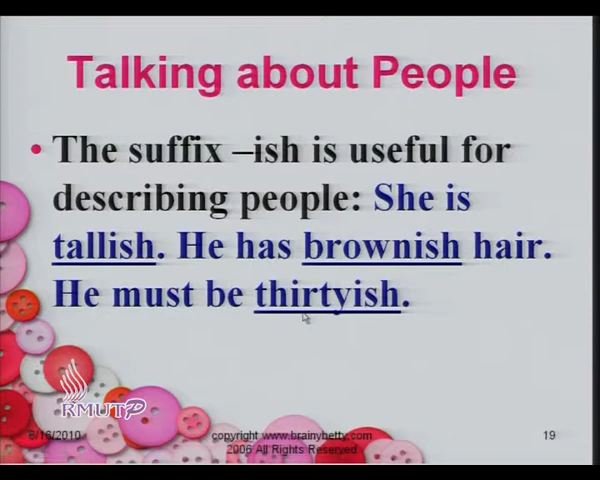 Talking about People
• The suffix –ish is useful for
describing people: She is
tallish. He has brownish hair.
He must be thirtyish.
RMUTP
6/16/2010
copyright www.brainybetty.com
2006 All Rights Reserved
19